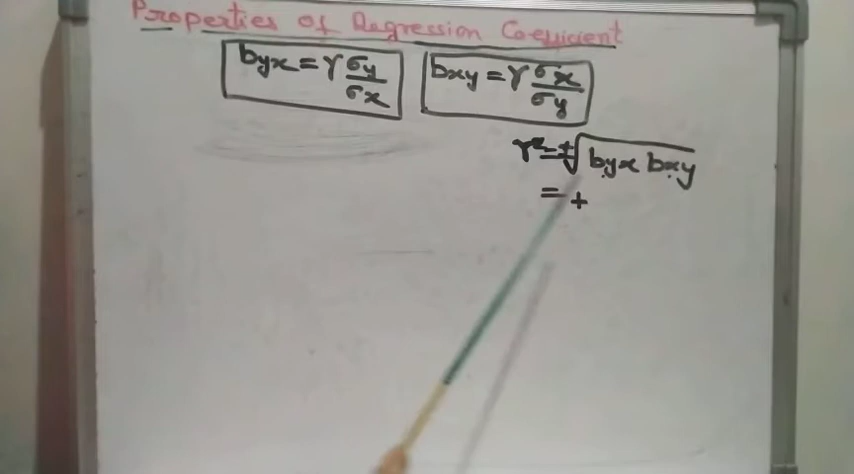 Properties of Regression Coefficient
byx = r σy/σx bxy = r σx/σy
r² = ±√byx bxy
= +